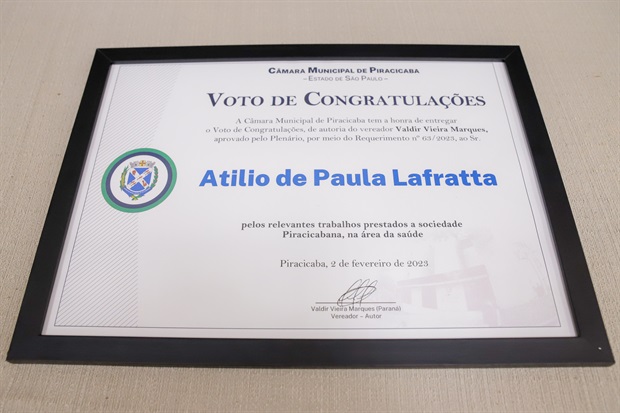 CÂMARA MUNICIPAL DE PIRACICABA
– ESTADO DE SÃO PAULO –
VOTO DE CONGRATULAÇÕES
A Câmara Municipal de Piracicaba tem a honra de entregar
o Voto de Congratulações, de autoria do vereador Valdir Vieira Marques,
aprovado pelo Plenário, por meio do Requerimento nº 63/2023, ao Sr.
Atilio de Paula Lafratta
pelos relevantes trabalhos prestados a sociedade
Piracicabana, na área da saúde
Piracicaba, 2 de fevereiro de 2023
Valdir Vieira Marques (Paraná)
Vereador – Autor